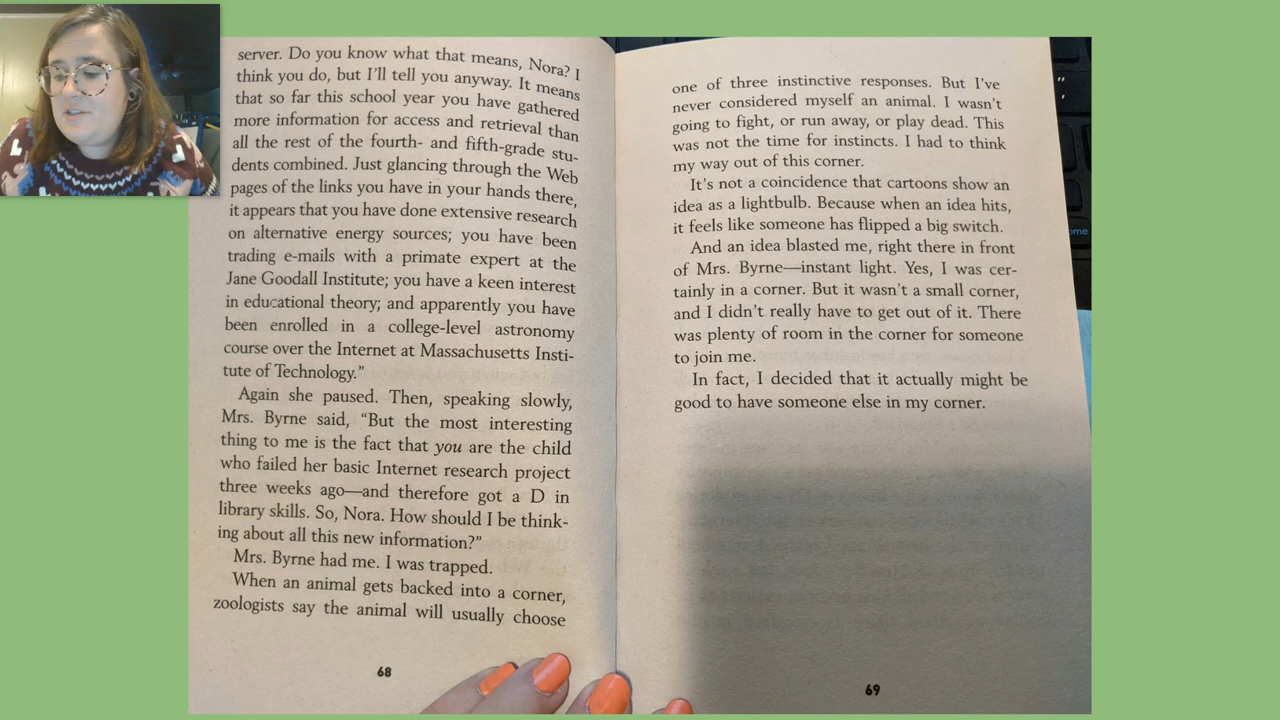 server. Do you know what that means, Nora? I
think you do, but I'll tell you anyway. It means
that so far this school year you have gathered
more information for access and retrieval than
all the rest of the fourth- and fifth-grade stu-
dents combined. Just glancing through the Web
pages of the links you have in your hands there,
it appears that you have done extensive research
on alternative energy sources; you have been
trading e-mails with a primate expert at the
Jane Goodall Institute; you have a keen interest
in educational theory; and apparently you have
been enrolled in a college-level astronomy
course over the Internet at Massachusetts Insti-
tute of Technology."
Again she paused. Then, speaking slowly,
Mrs. Byrne said, "But the most interesting
thing to me is the fact that you are the child
who failed her basic Internet research project
three weeks ago—and therefore got a D in
library skills. So, Nora. How should I be think-
ing about all this new information?"
Mrs. Byrne had me. I was trapped.
When an animal gets backed into a corner,
zoologists say the animal will usually choose
68
one of three instinctive responses. But I've
never considered myself an animal. I wasn't
going to fight, or run away, or play dead. This
was not the time for instincts. I had to think
my way out of this corner.
It's not a coincidence that cartoons show an
idea as a lightbulb. Because when an idea hits,
it feels like someone has flipped a big switch.
And an idea blasted me, right there in front
of Mrs. Byrne—instant light. Yes, I was cer-
tainly in a corner. But it wasn't a small corner,
and I didn't really have to get out of it. There
was plenty of room in the corner for someone
to join me.
In fact, I decided that it actually might be
good to have someone else in my corner.
69